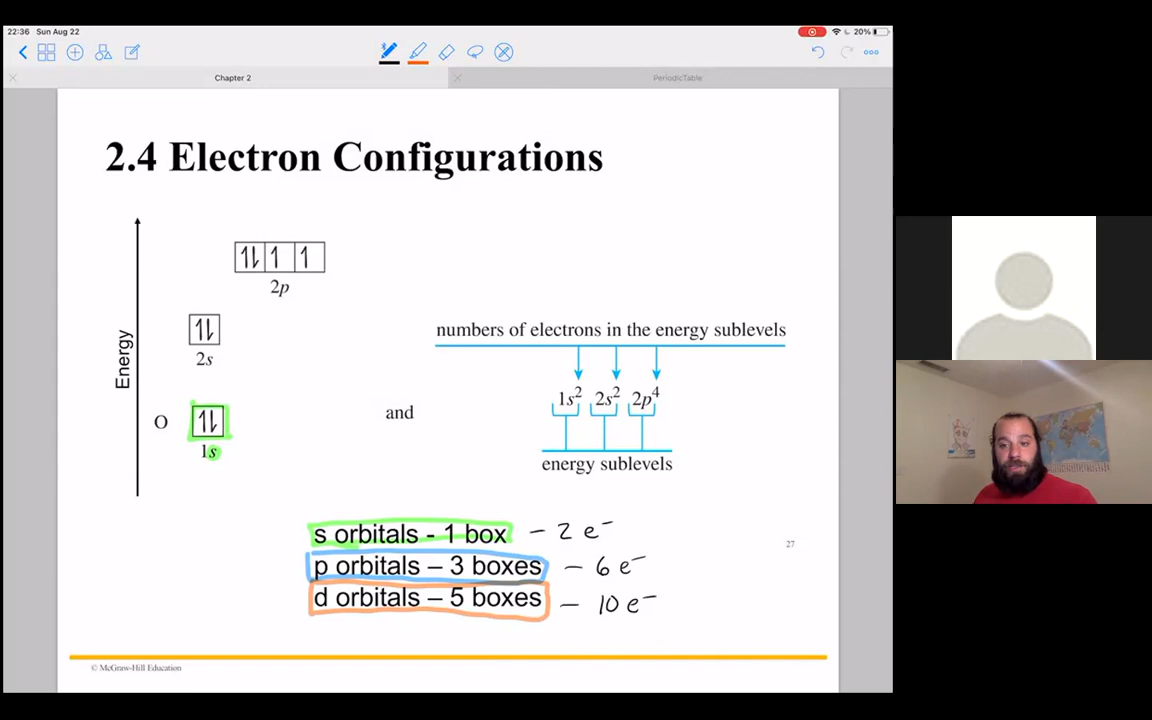 22:36 Sun Aug 22
20%
Chapter 2
PeriodicTable
2.4 Electron Configurations
Energy
2p
2s
O
1s
and
numbers of electrons in the energy sublevels
1s² 2s² 2p⁴
energy sublevels
s orbitals - 1 box – 2 e⁻
p orbitals – 3 boxes – 6 e⁻
d orbitals – 5 boxes – 10 e⁻
27
© McGraw-Hill Education